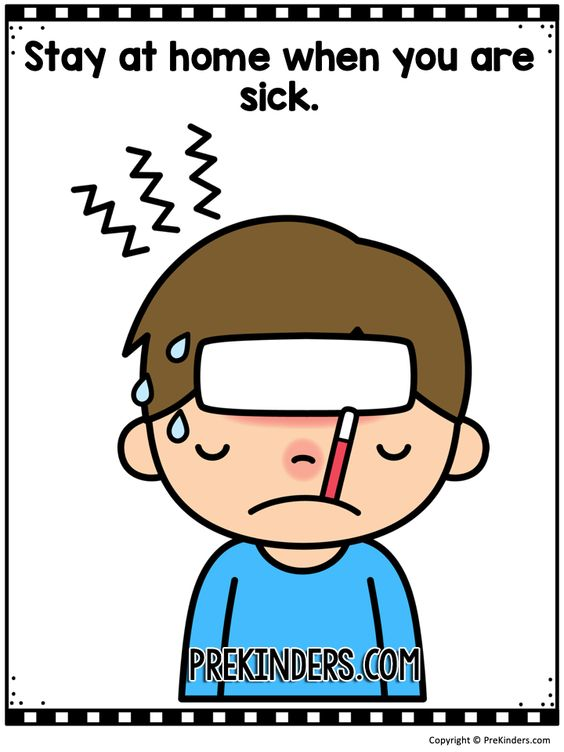 Stay at home when you are
sick.
PREKINDERS.COM
Copyright © PreKinders.com